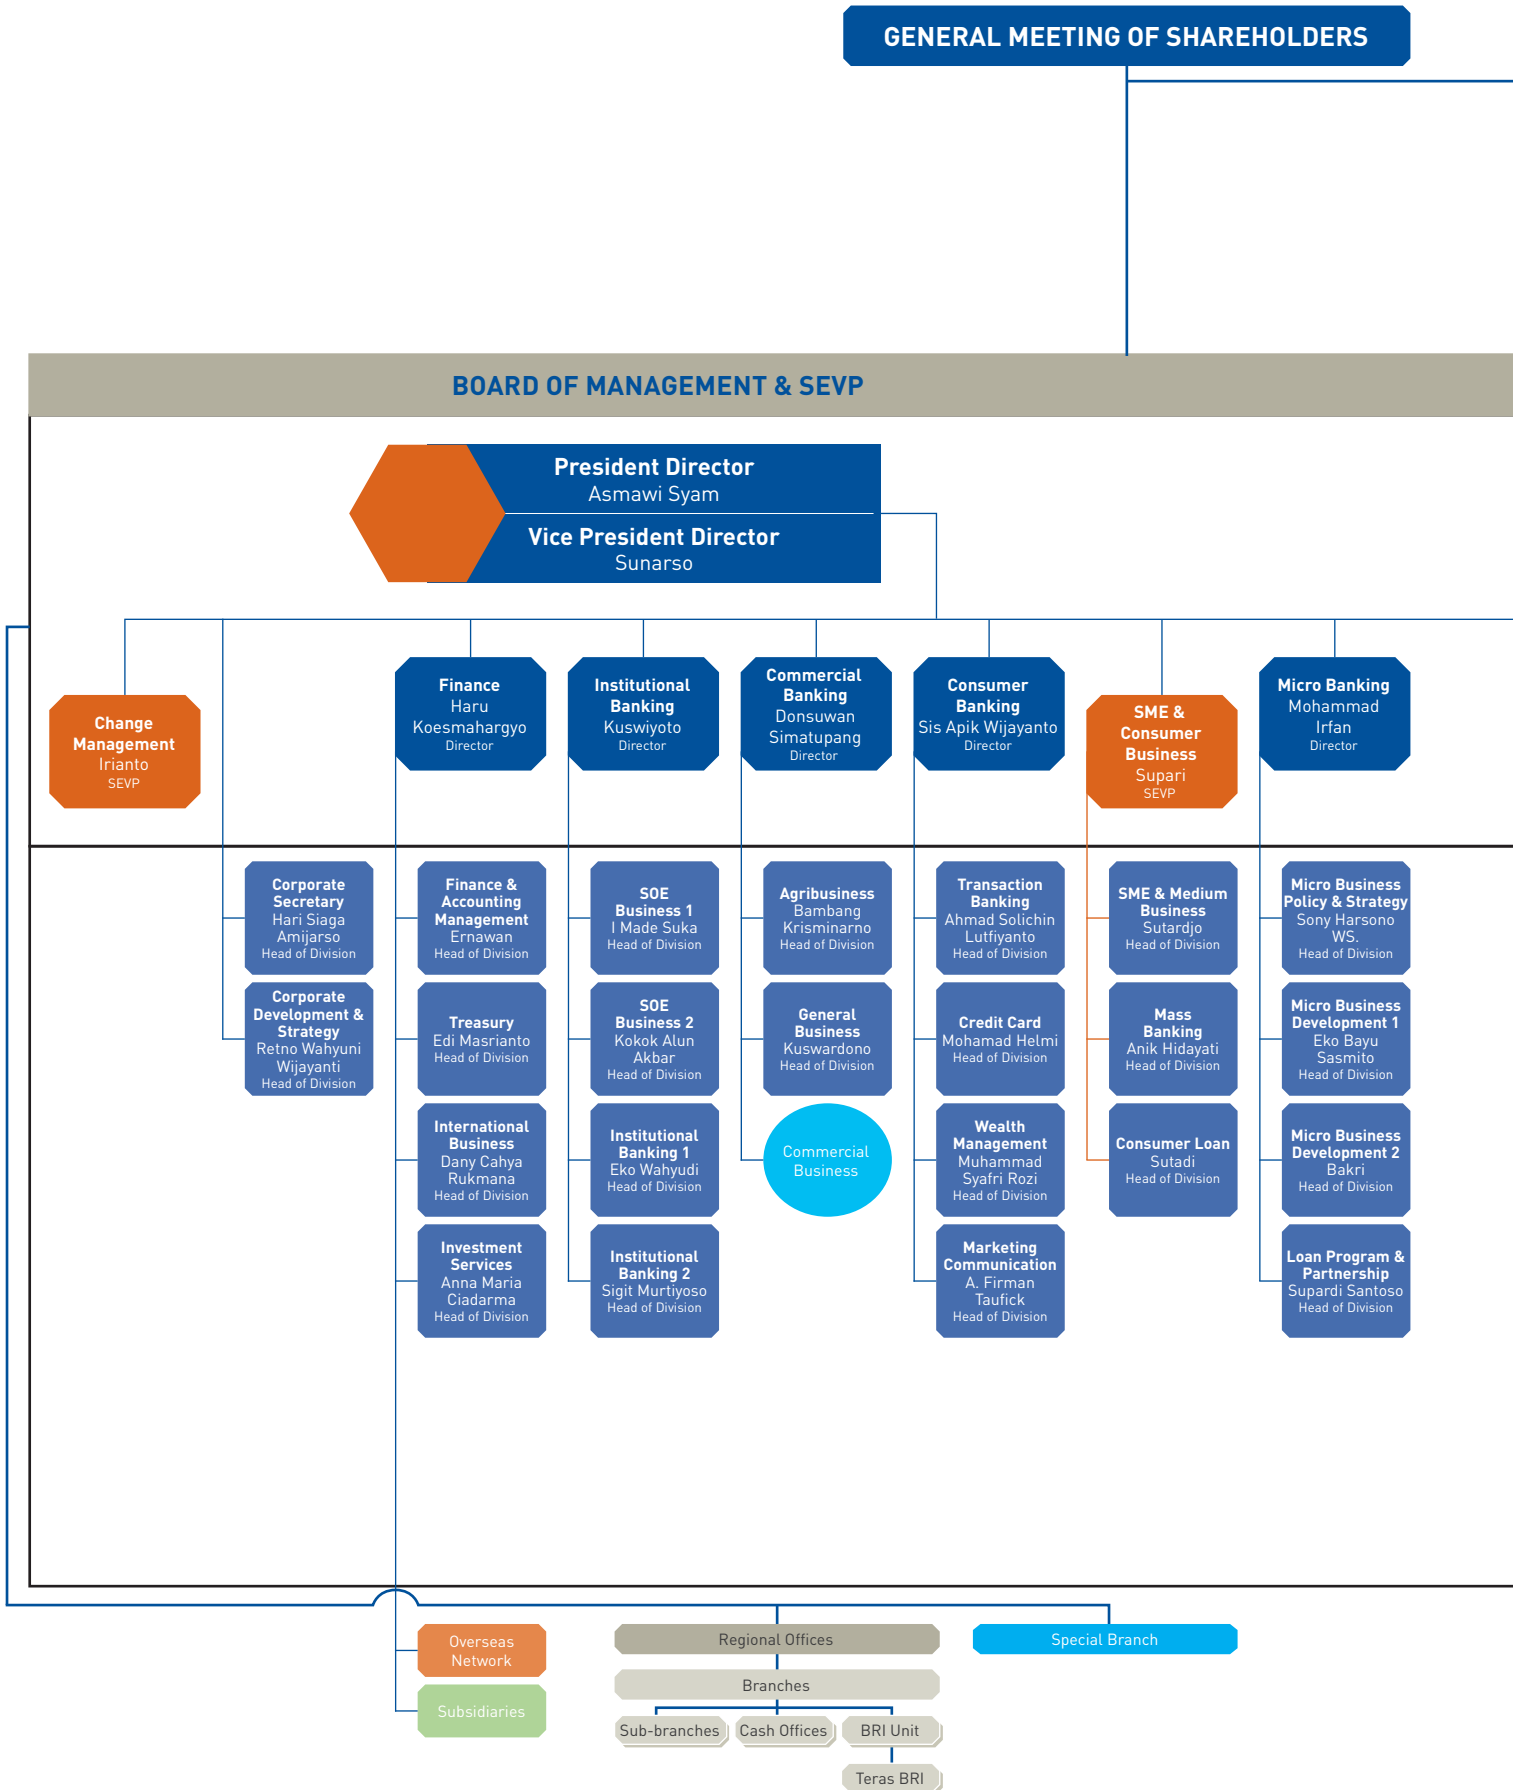 GENERAL MEETING OF SHAREHOLDERS
BOARD OF MANAGEMENT & SEVP
President Director
Asmawi Syam
Vice President Director
Sunarso
Change
Management
Irianto
SEVP
Finance
Haru
Koesmahargyo
Director
Institutional
Banking
Kuswiyoto
Director
Commercial
Banking
Donsuwan
Simatupang
Director
Consumer
Banking
Sis Apik Wijayanto
Director
SME &
Consumer
Business
Supari
SEVP
Micro Banking
Mohammad
Irfan
Director
Corporate
Secretary
Hari Siaga
Amijarso
Head of Division
Corporate
Development &
Strategy
Retno Wahyuni
Wijayanti
Head of Division
Finance &
Accounting
Management
Ernawan
Head of Division
Treasury
Edi Masrianto
Head of Division
International
Business
Dany Cahya
Rukmana
Head of Division
Investment
Services
Anna Maria
Ciadarma
Head of Division
SOE
Business 1
I Made Suka
Head of Division
SOE
Business 2
Kokok Alun
Akbar
Head of Division
Institutional
Banking 1
Eko Wahyudi
Head of Division
Institutional
Banking 2
Sigit Murtiyoso
Head of Division
Agribusiness
Bambang
Krisminarno
Head of Division
General
Business
Kuswardono
Head of Division
Commercial
Business
Transaction
Banking
Ahmad Solichin
Lutfiyanto
Head of Division
Credit Card
Mohamad Helmi
Head of Division
Wealth
Management
Muhammad
Syafri Rozi
Head of Division
Marketing
Communication
A. Firman
Taufick
Head of Division
SME & Medium
Business
Sutardjo
Head of Division
Mass
Banking
Anik Hidayati
Head of Division
Consumer Loan
Sutadi
Head of Division
Micro Business
Policy & Strategy
Sony Harsono
WS.
Head of Division
Micro Business
Development 1
Eko Bayu
Sasmito
Head of Division
Micro Business
Development 2
Bakri
Head of Division
Loan Program &
Partnership
Supardi Santoso
Head of Division
Overseas
Network
Subsidiaries
Regional Offices
Branches
Sub-branches
Cash Offices
BRI Unit
Teras BRI
Special Branch